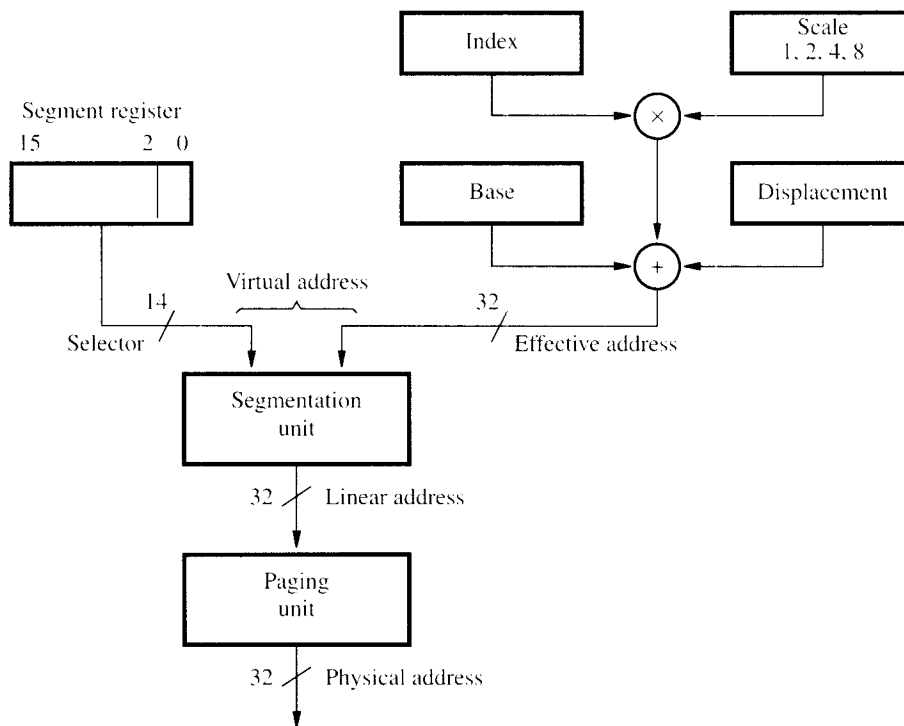 Index
Scale
1, 2, 4, 8
Segment register
15 2 0
×
Base
Displacement
+
Virtual address
14
32
Selector
Effective address
Segmentation
unit
32 Linear address
Paging
unit
32 Physical address